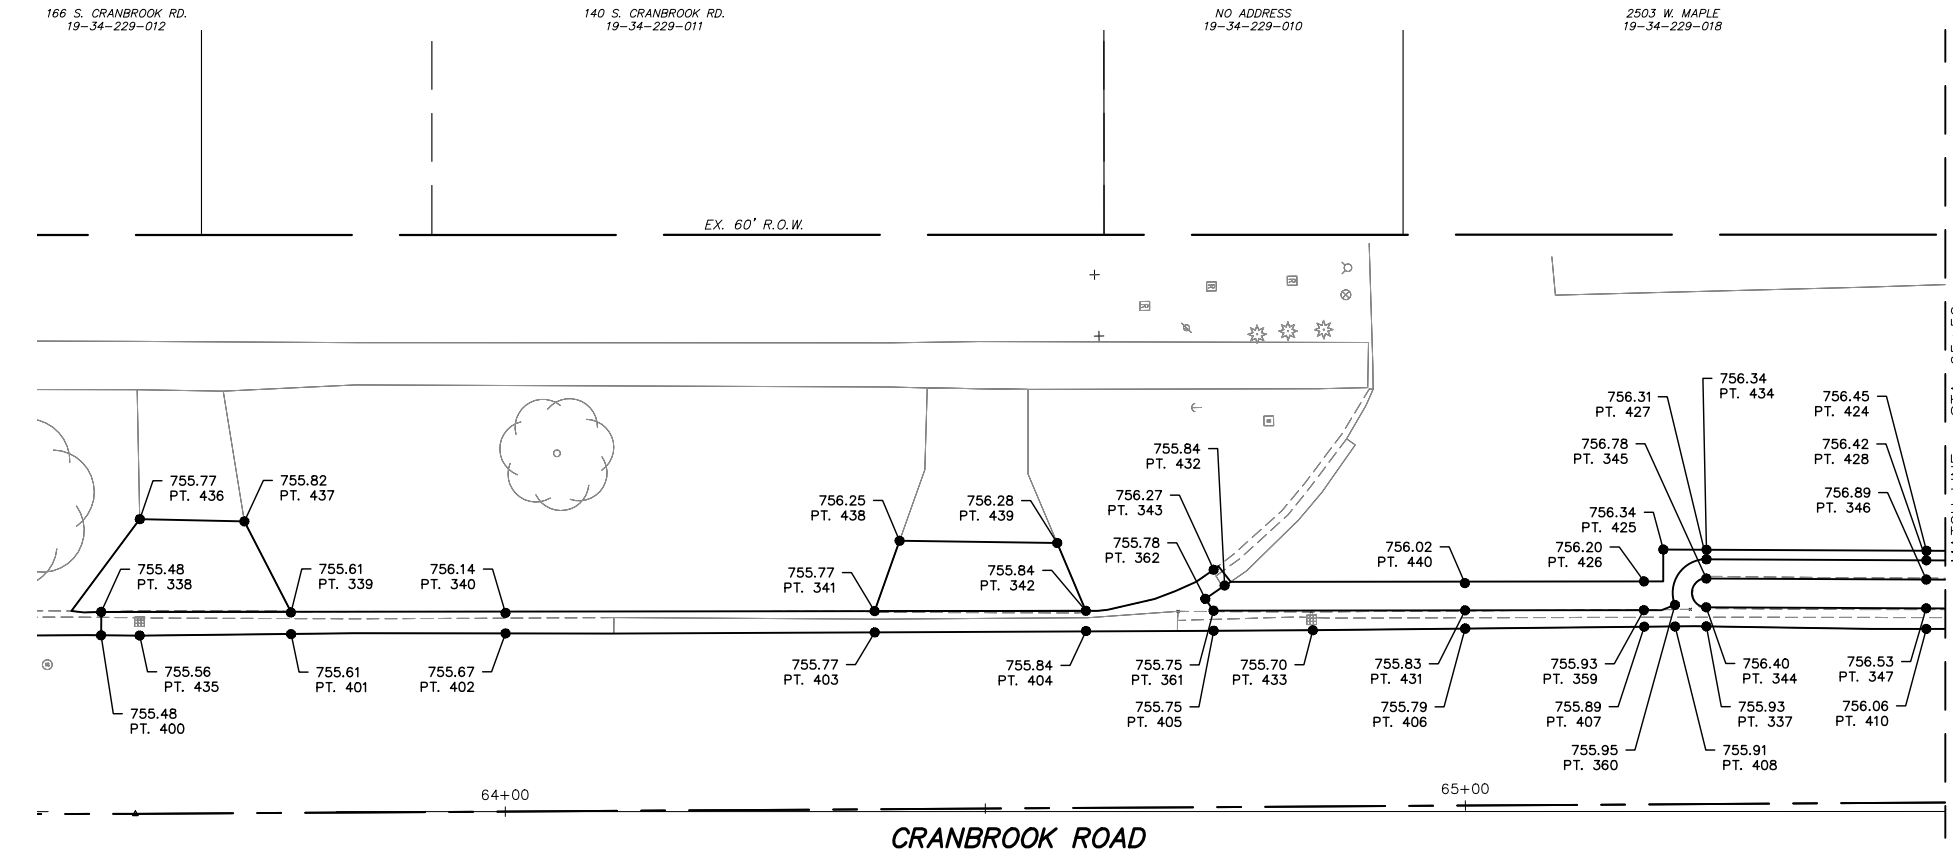 166 S. CRANBROOK RD.
19-34-229-012
140 S. CRANBROOK RD.
19-34-229-011
NO ADDRESS
19-34-229-010
2503 W. MAPLE
19-34-229-018
EX. 60' R.O.W.
756.34
PT. 434
756.31
PT. 427
756.45
PT. 424
756.78
PT. 345
756.42
PT. 428
755.84
PT. 432
755.77
PT. 436
755.82
PT. 437
756.25
PT. 438
756.28
PT. 439
756.27
PT. 343
756.89
PT. 346
756.34
PT. 425
755.78
PT. 362
756.02
PT. 440
756.20
PT. 426
755.48
PT. 338
755.61
PT. 339
756.14
PT. 340
755.77
PT. 341
755.84
PT. 342
755.56
PT. 435
755.61
PT. 401
755.67
PT. 402
755.77
PT. 403
755.84
PT. 404
755.75
PT. 361
755.70
PT. 433
755.83
PT. 431
755.93
PT. 359
756.40
PT. 344
756.53
PT. 347
755.48
PT. 400
755.75
PT. 405
755.79
PT. 406
755.89
PT. 407
755.93
PT. 337
756.06
PT. 410
755.95
PT. 360
755.91
PT. 408
64+00
65+00
CRANBROOK ROAD